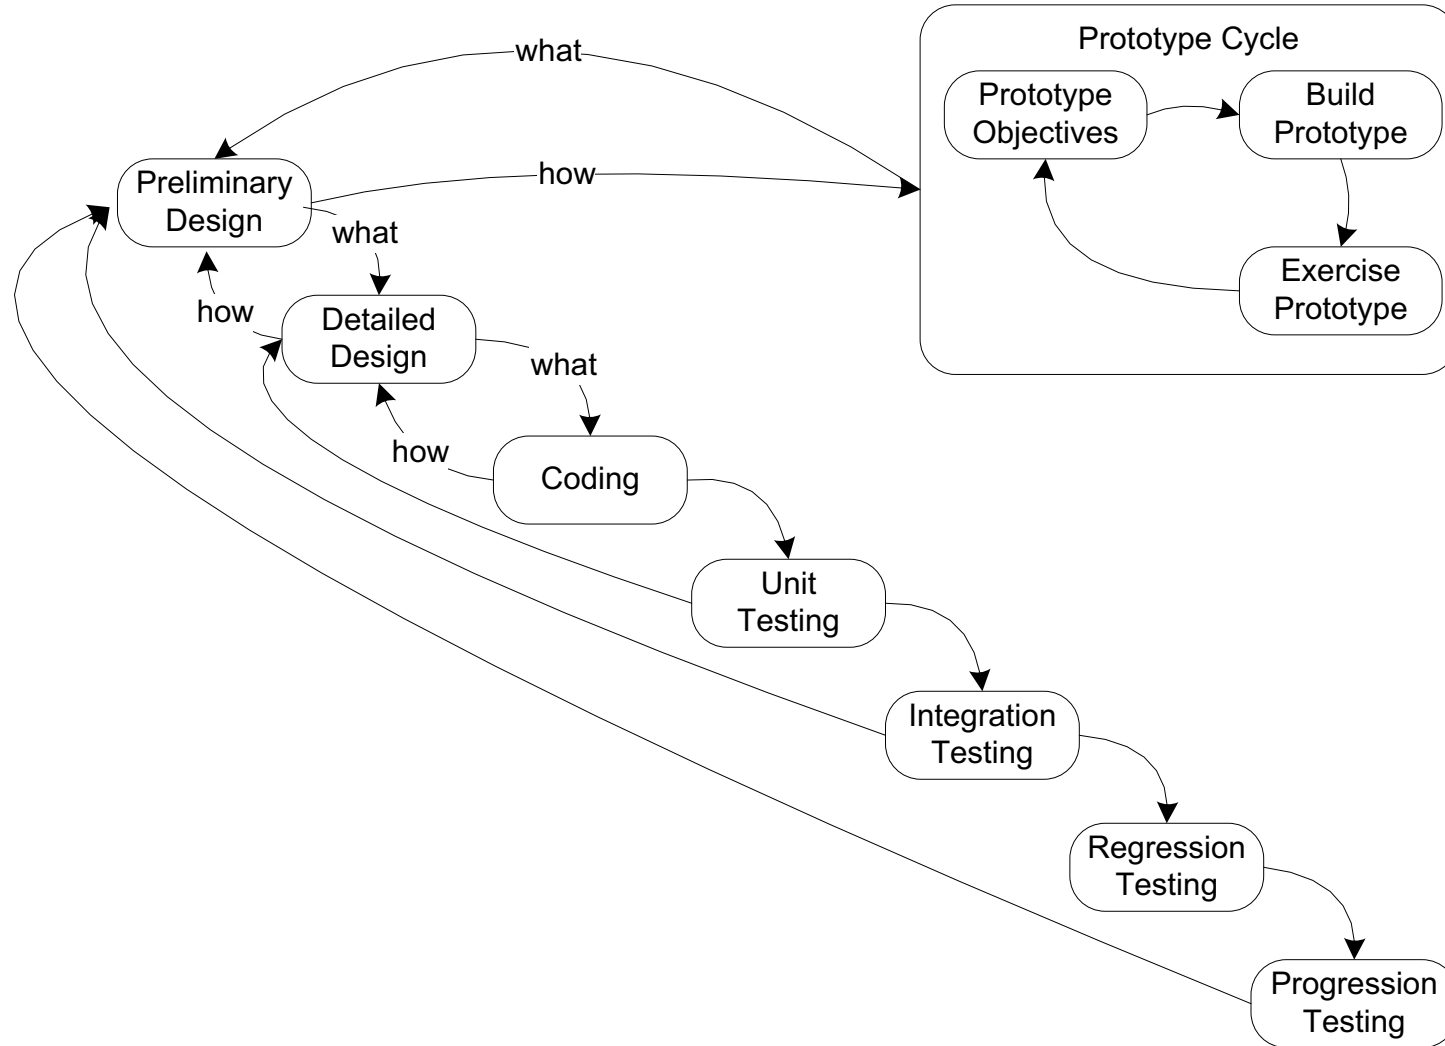 Prototype Cycle
what
Prototype
Objectives
Build
Prototype
how
Preliminary
Design
what
Exercise
Prototype
how
Detailed
Design
what
how
Coding
Unit
Testing
Integration
Testing
Regression
Testing
Progression
Testing